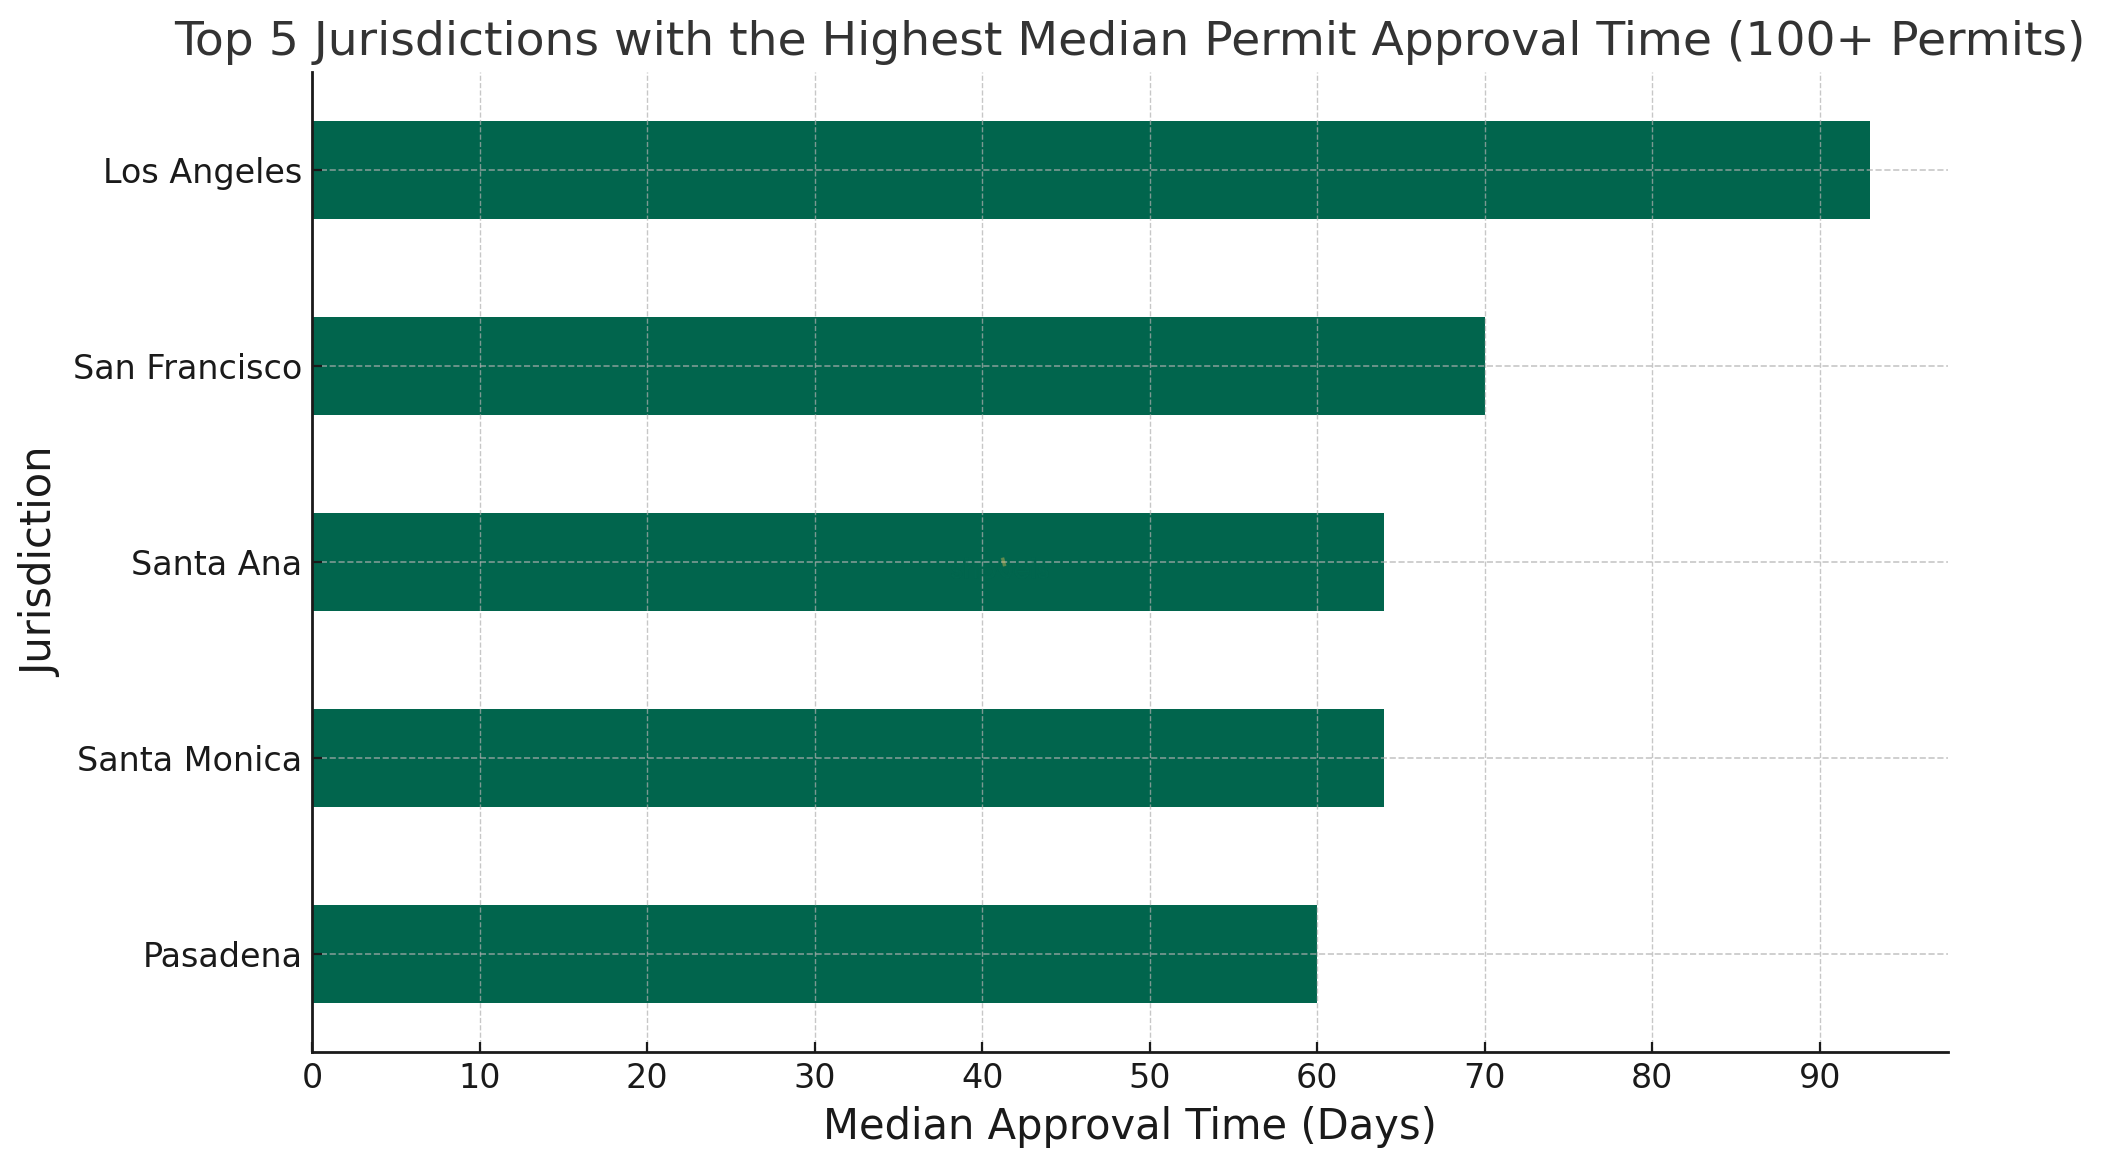 Top 5 Jurisdictions with the Highest Median Permit Approval Time (100+ Permits)
Jurisdiction
Los Angeles
San Francisco
Santa Ana
Santa Monica
Pasadena
0 10 20 30 40 50 60 70 80 90
Median Approval Time (Days)